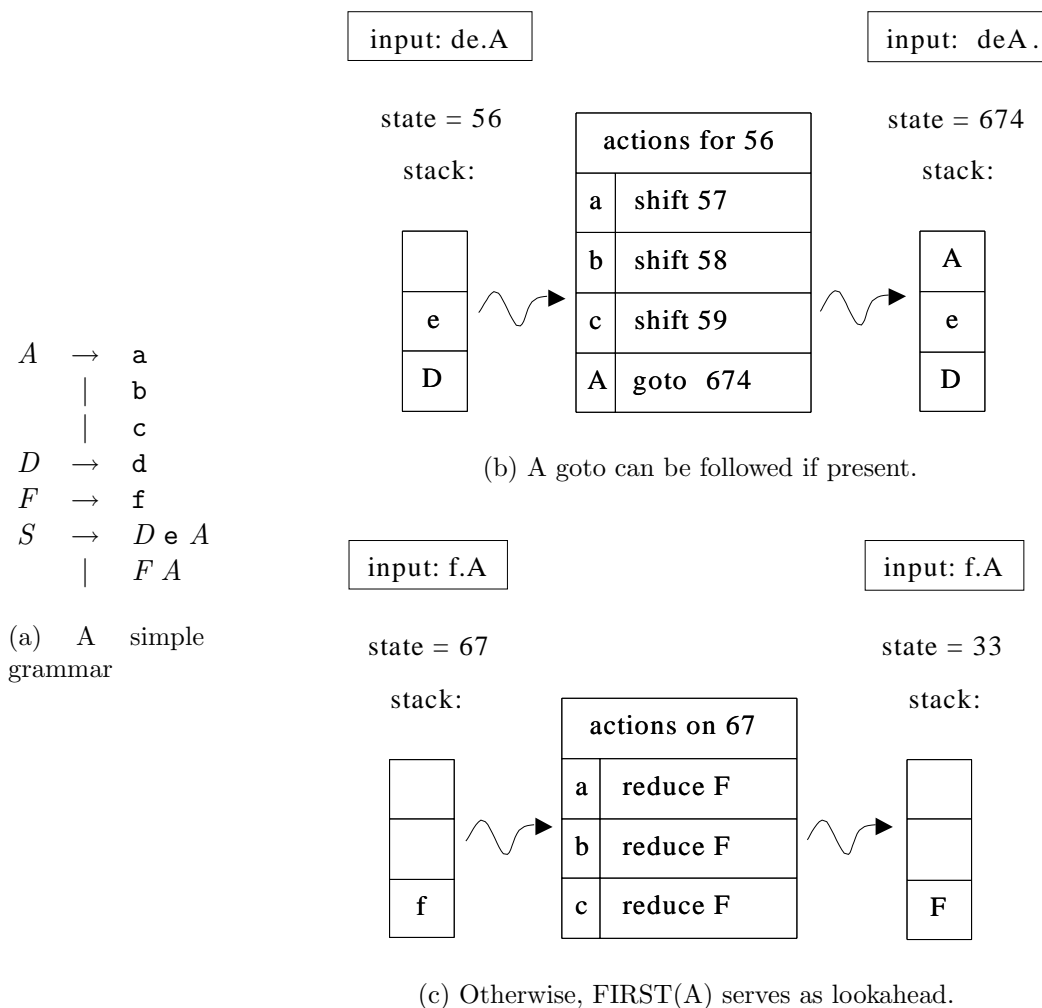 A → a
| b
| c
D → d
F → f
S → D e A
| F A
(a) A simple
grammar
input: de.A
input: deA.
state = 56
stack:
e
D
actions for 56
a shift 57
b shift 58
c shift 59
A goto 674
state = 674
stack:
A
e
D
(b) A goto can be followed if present.
input: f.A
input: f.A
state = 67
stack:
f
actions on 67
a reduce F
b reduce F
c reduce F
state = 33
stack:
F
(c) Otherwise, FIRST(A) serves as lookahead.